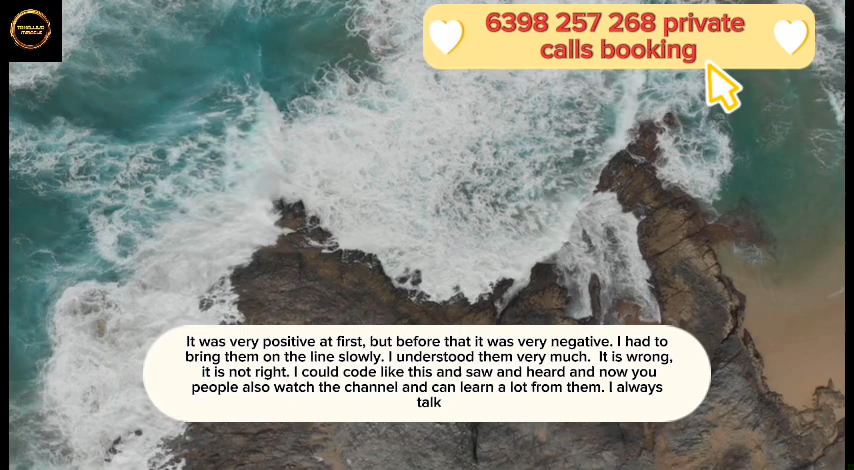 6398 257 268 private
calls booking
It was very positive at first, but before that it was very negative. I had to
bring them on the line slowly. I understood them very much.  It is wrong,
it is not right. I could code like this and saw and heard and now you
people also watch the channel and can learn a lot from them. I always
talk